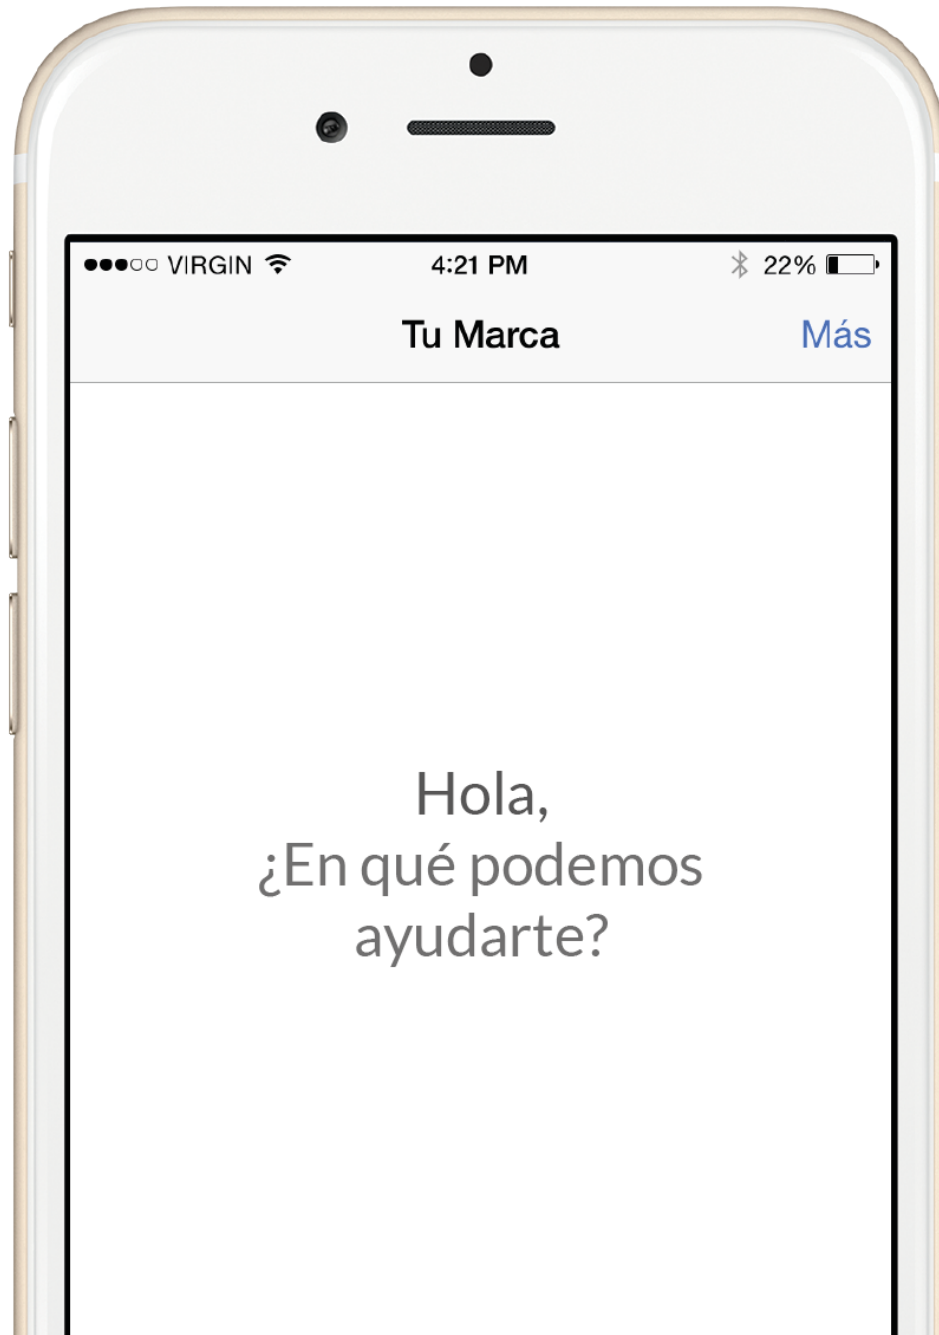 VIRGIN 4:21 PM 22%
Tu Marca Más
Hola,
¿En qué podemos
ayudarte?